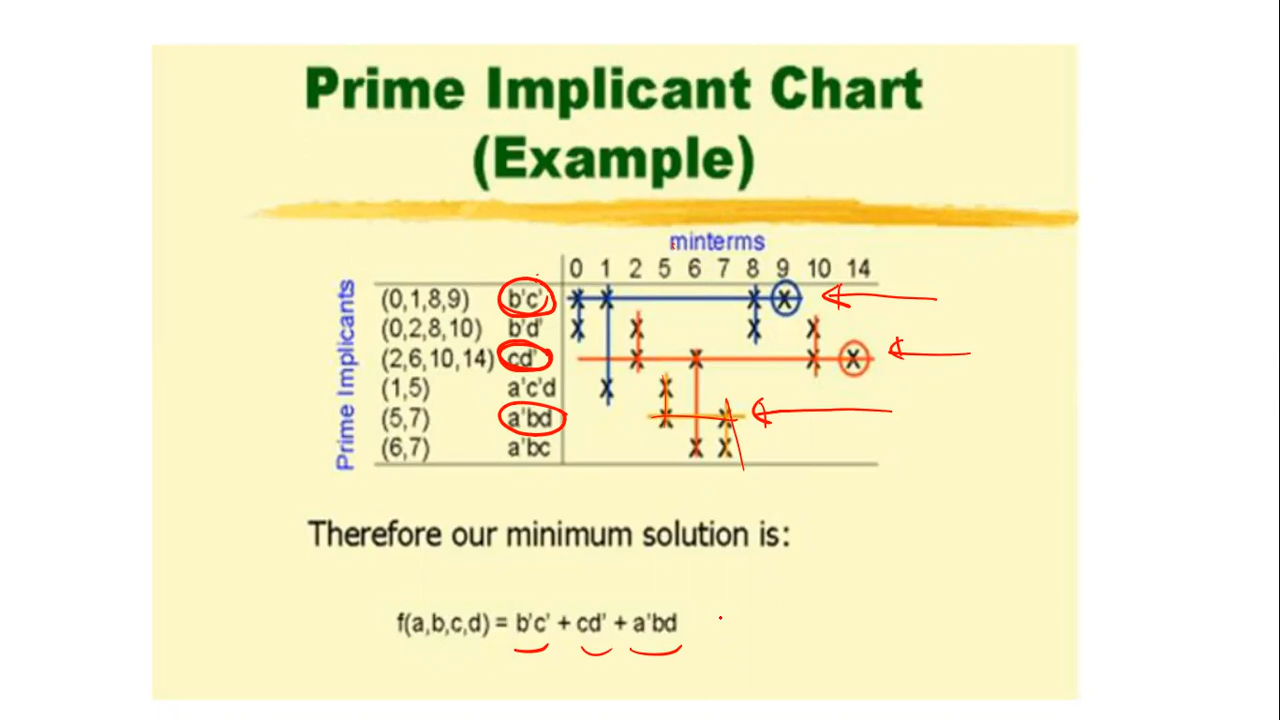 Prime Implicant Chart
(Example)
minterms
0 1 2 5 6 7 8 9 10 14
Prime Implicants
(0,1,8,9) b'c' X X X X
(0,2,8,10) b'd' X X X X
(2,6,10,14) cd' X X X X
(1,5) a'c'd X X
(5,7) a'bd X X
(6,7) a'bc X X
Therefore our minimum solution is:
f(a,b,c,d) = b'c' + cd' + a'bd